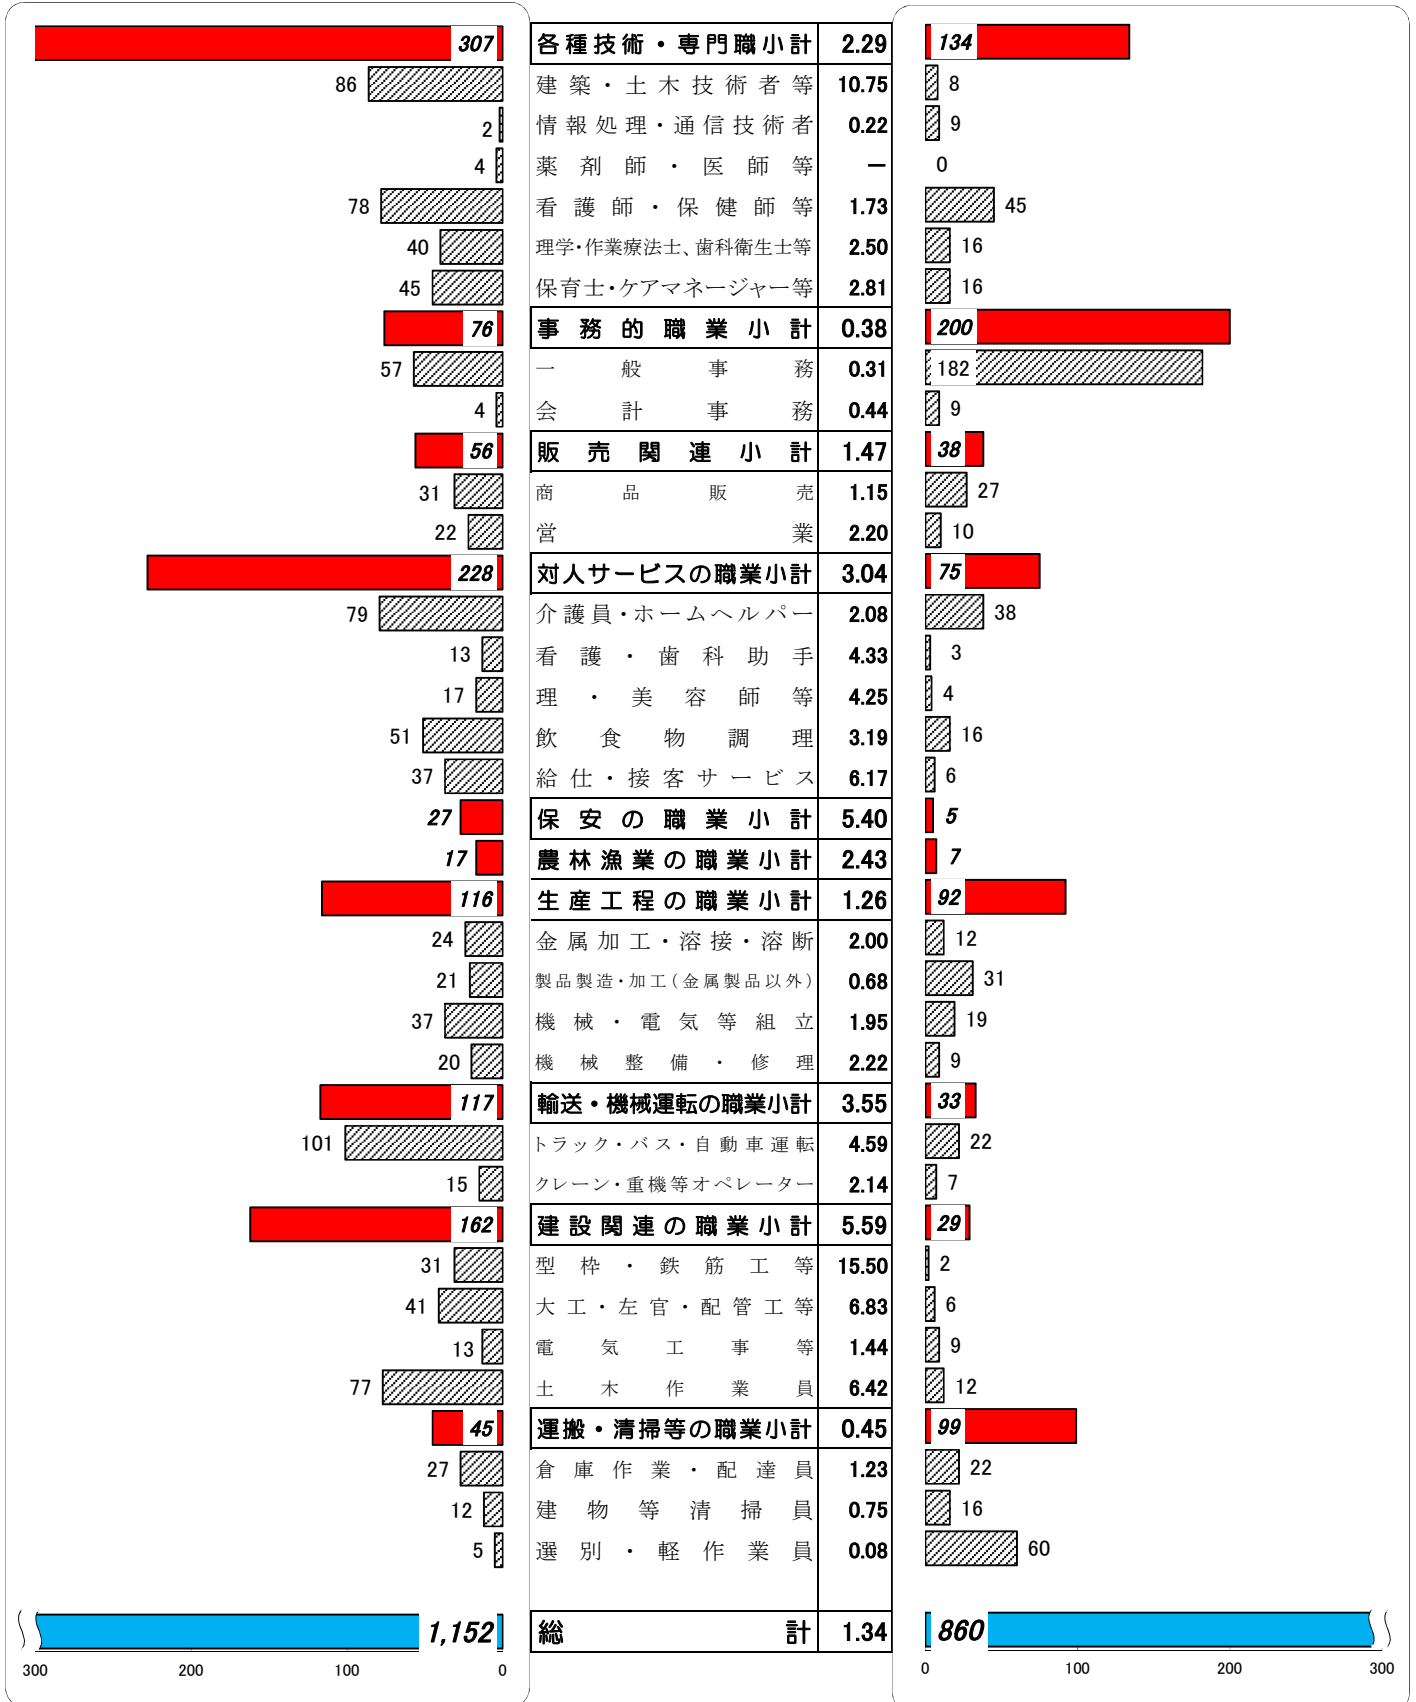 307 各種技術・専門職小計 2.29 134
86 建築・土木技術者等 10.75 8
2 情報処理・通信技術者 0.22 9
4 薬剤師・医師等 － 0
78 看護師・保健師等 1.73 45
40 理学・作業療法士、歯科衛生士等 2.50 16
45 保育士・ケアマネージャー等 2.81 16
76 事務的職業小計 0.38 200
57 一般事務 0.31 182
4 会計事務 0.44 9
56 販売関連小計 1.47 38
31 商品販売 1.15 27
22 営業 2.20 10
228 対人サービスの職業小計 3.04 75
79 介護員・ホームヘルパー 2.08 38
13 看護・歯科助手 4.33 3
17 理・美容師等 4.25 4
51 飲食物調理 3.19 16
37 給仕・接客サービス 6.17 6
27 保安の職業小計 5.40 5
17 農林漁業の職業小計 2.43 7
116 生産工程の職業小計 1.26 92
24 金属加工・溶接・溶断 2.00 12
21 製品製造・加工(金属製品以外) 0.68 31
37 機械・電気等組立 1.95 19
20 機械整備・修理 2.22 9
117 輸送・機械運転の職業小計 3.55 33
101 トラック・バス・自動車運転 4.59 22
15 クレーン・重機等オペレーター 2.14 7
162 建設関連の職業小計 5.59 29
31 型枠・鉄筋工等 15.50 2
41 大工・左官・配管工等 6.83 6
13 電気工事等 1.44 9
77 土木作業員 6.42 12
45 運搬・清掃等の職業小計 0.45 99
27 倉庫作業・配達員 1.23 22
12 建物等清掃員 0.75 16
5 選別・軽作業員 0.08 60
1,152 総計 1.34 860
300 200 100 0 0 100 200 300